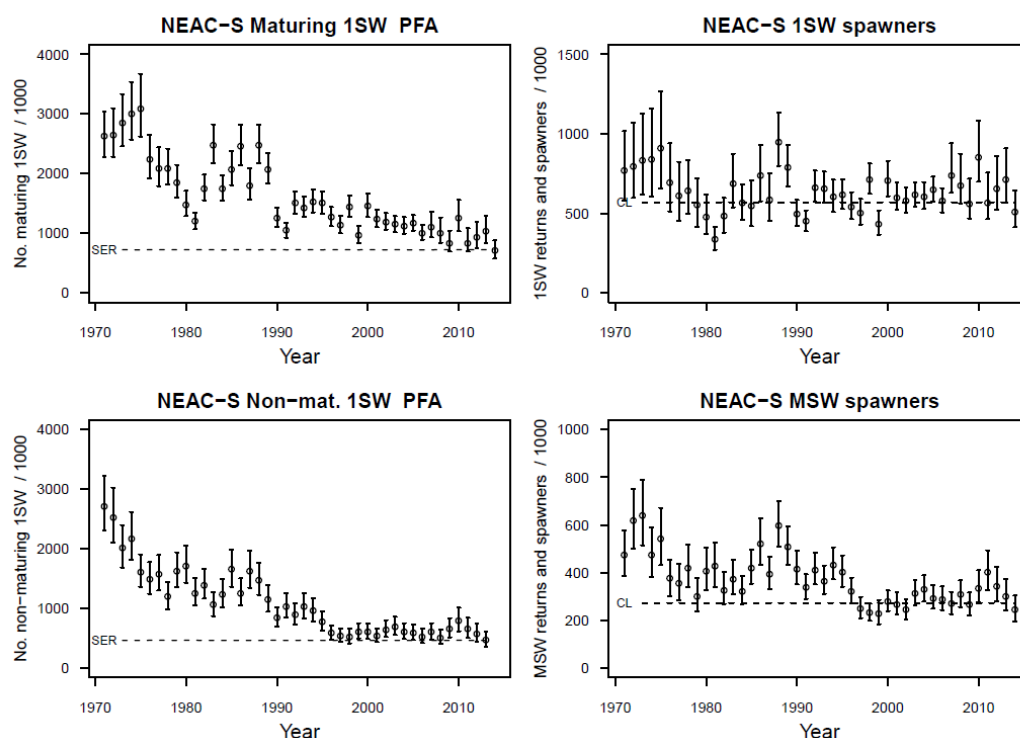 NEAC−S Maturing 1SW PFA
No. maturing 1SW / 1000
4000
3000
2000
1000
0
SER
1970
1980
1990
2000
2010
Year
NEAC−S 1SW spawners
1SW returns and spawners / 1000
1500
1000
500
0
CL
1970
1980
1990
2000
2010
Year
NEAC−S Non−mat. 1SW PFA
No. non−maturing 1SW / 1000
4000
3000
2000
1000
0
SER
1970
1980
1990
2000
2010
Year
NEAC−S MSW spawners
MSW returns and spawners / 1000
1000
800
600
400
200
0
CL
1970
1980
1990
2000
2010
Year